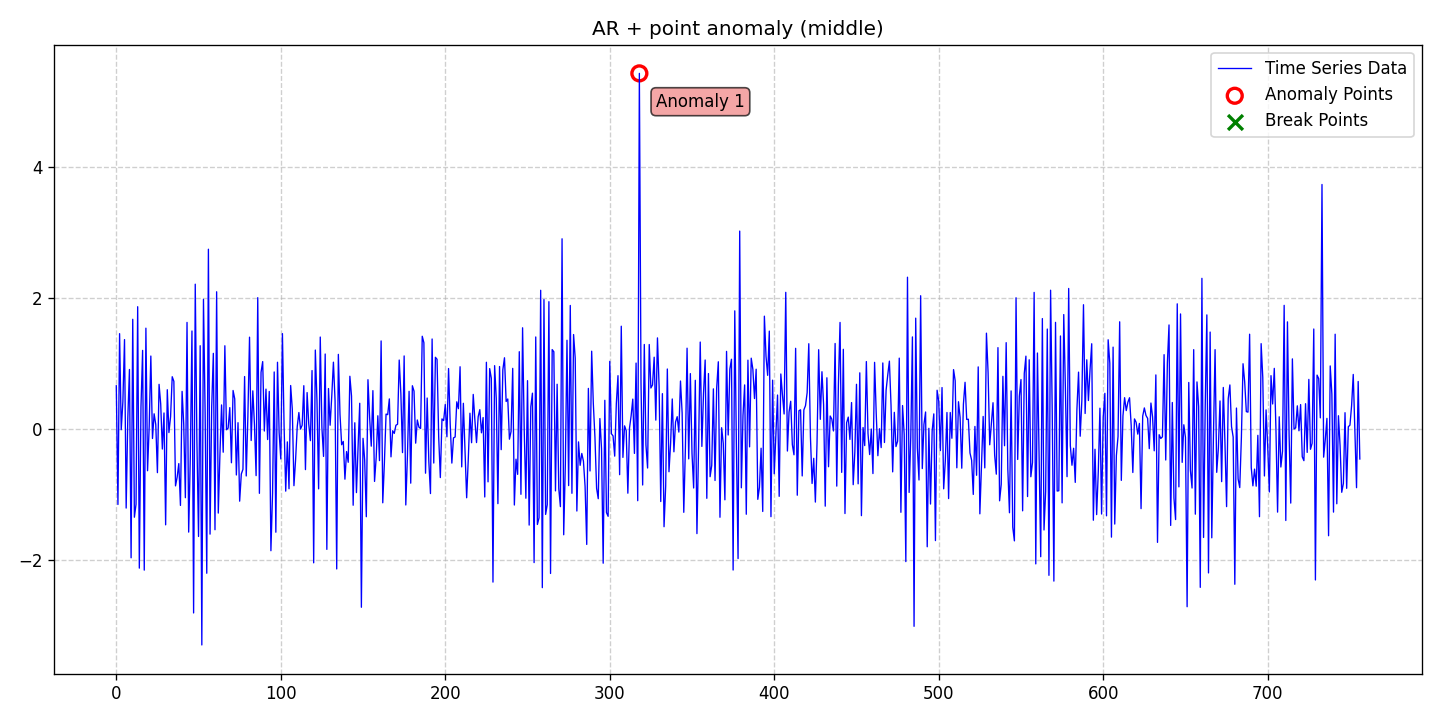 AR + point anomaly (middle)
Time Series Data
Anomaly Points
Break Points
Anomaly 1
4
2
0
−2
0 100 200 300 400 500 600 700